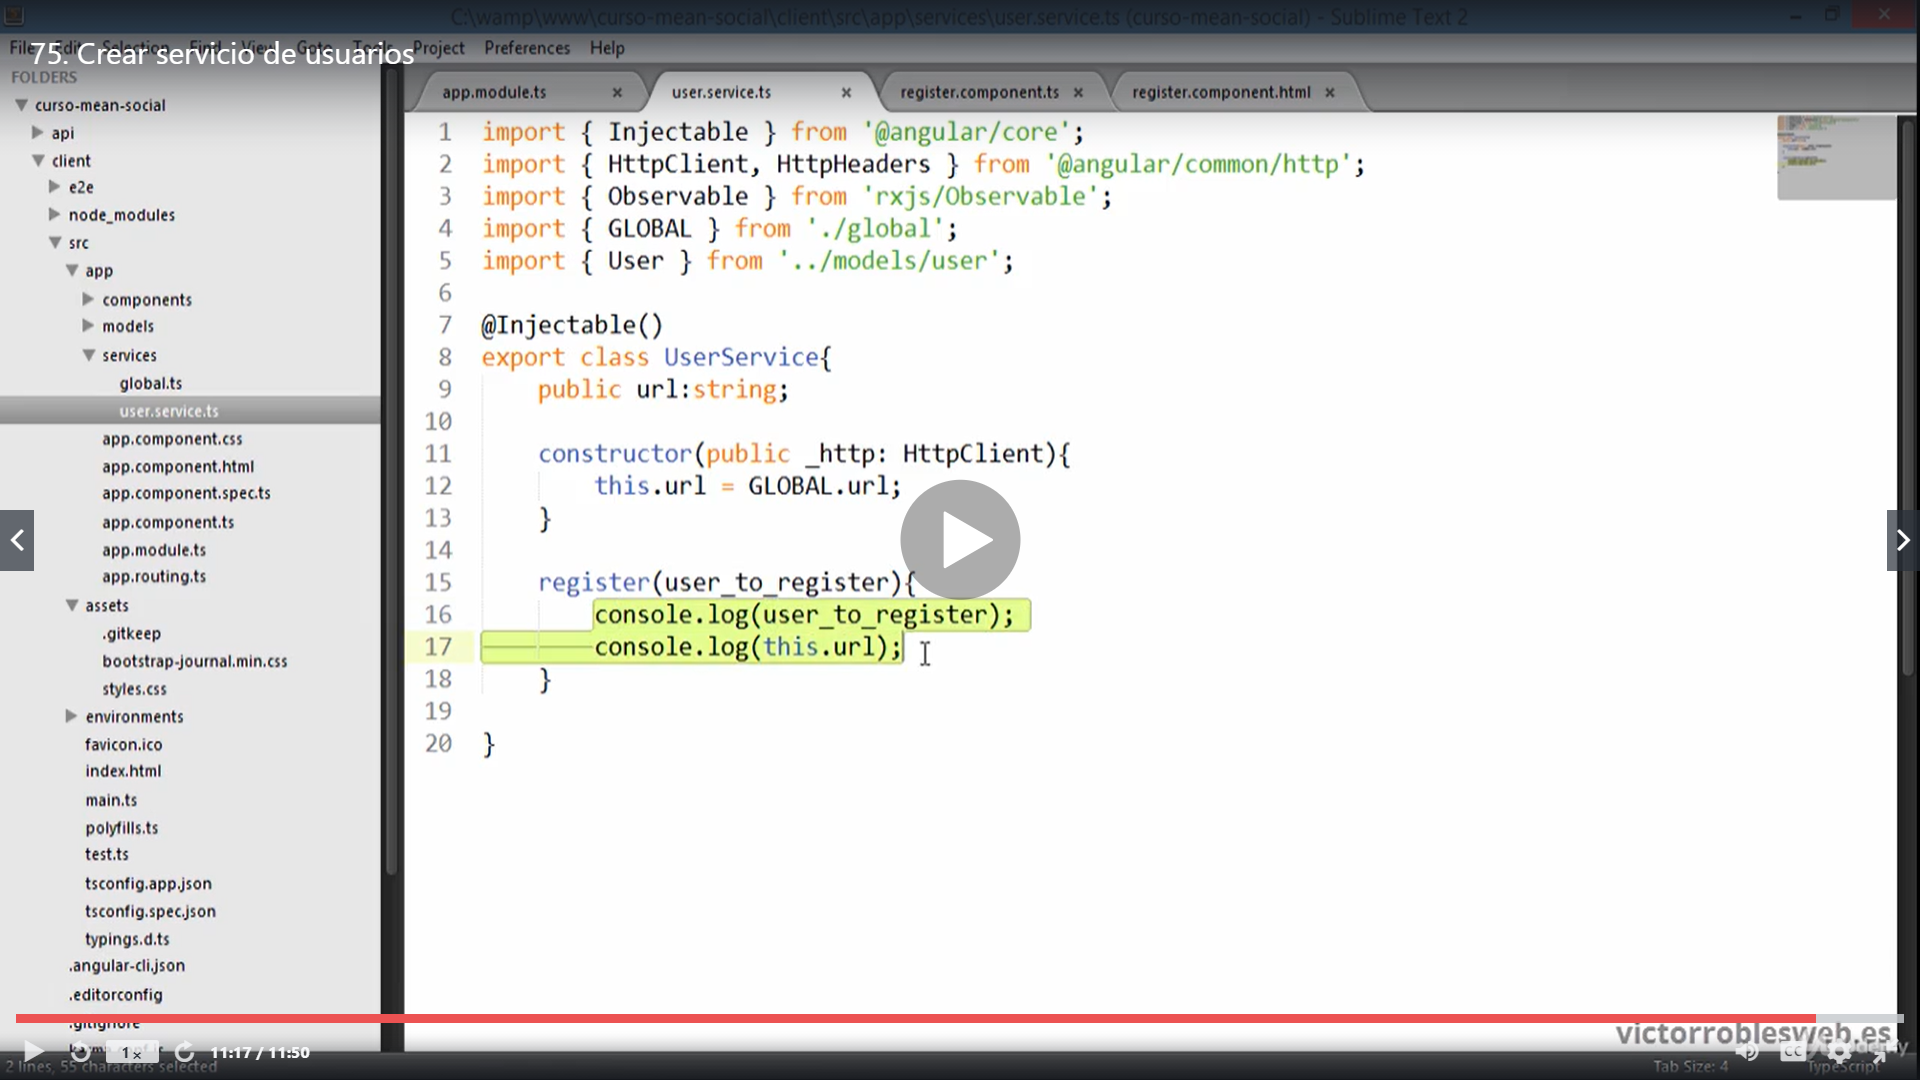 C:\wamp\www\curso-mean-social\client\src\app\services\user.service.ts (curso-mean-social) - Sublime Text 2
File Edit Selection Find View Goto Tools Project Preferences Help
75. Crear servicio de usuarios
FOLDERS
curso-mean-social
api
client
e2e
node_modules
src
app
components
models
services
global.ts
user.service.ts
app.component.css
app.component.html
app.component.spec.ts
app.component.ts
app.module.ts
app.routing.ts
assets
.gitkeep
bootstrap-journal.min.css
styles.css
environments
favicon.ico
index.html
main.ts
polyfills.ts
test.ts
tsconfig.app.json
tsconfig.spec.json
typings.d.ts
.angular-cli.json
.editorconfig
.gitignore
app.module.ts × user.service.ts × register.component.ts × register.component.html ×
1 import { Injectable } from '@angular/core';
2 import { HttpClient, HttpHeaders } from '@angular/common/http';
3 import { Observable } from 'rxjs/Observable';
4 import { GLOBAL } from './global';
5 import { User } from '../models/user';
6
7 @Injectable()
8 export class UserService{
9 public url:string;
10
11 constructor(public _http: HttpClient){
12 this.url = GLOBAL.url;
13 }
14
15 register(user_to_register){
16 console.log(user_to_register);
17 console.log(this.url);
18 }
19
20 }
victorroblesweb.es
1× 11:17 / 11:50
CC
2 lines, 55 characters selected
Tab Size: 4 TypeScript